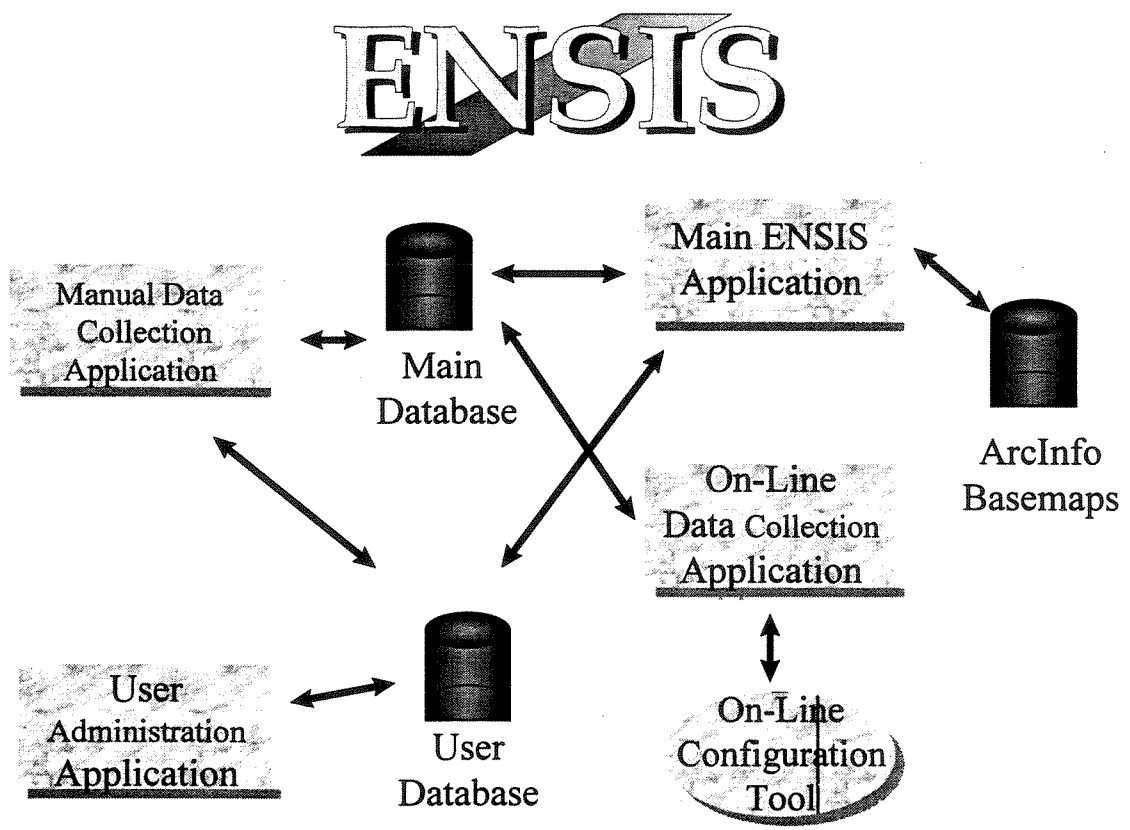 ENSIS
Main ENSIS
Application
Manual Data
Collection
Application
Main
Database
ArcInfo
Basemaps
On-Line
Data Collection
Application
User
Administration
Application
User
Database
On-Line
Configuration
Tool